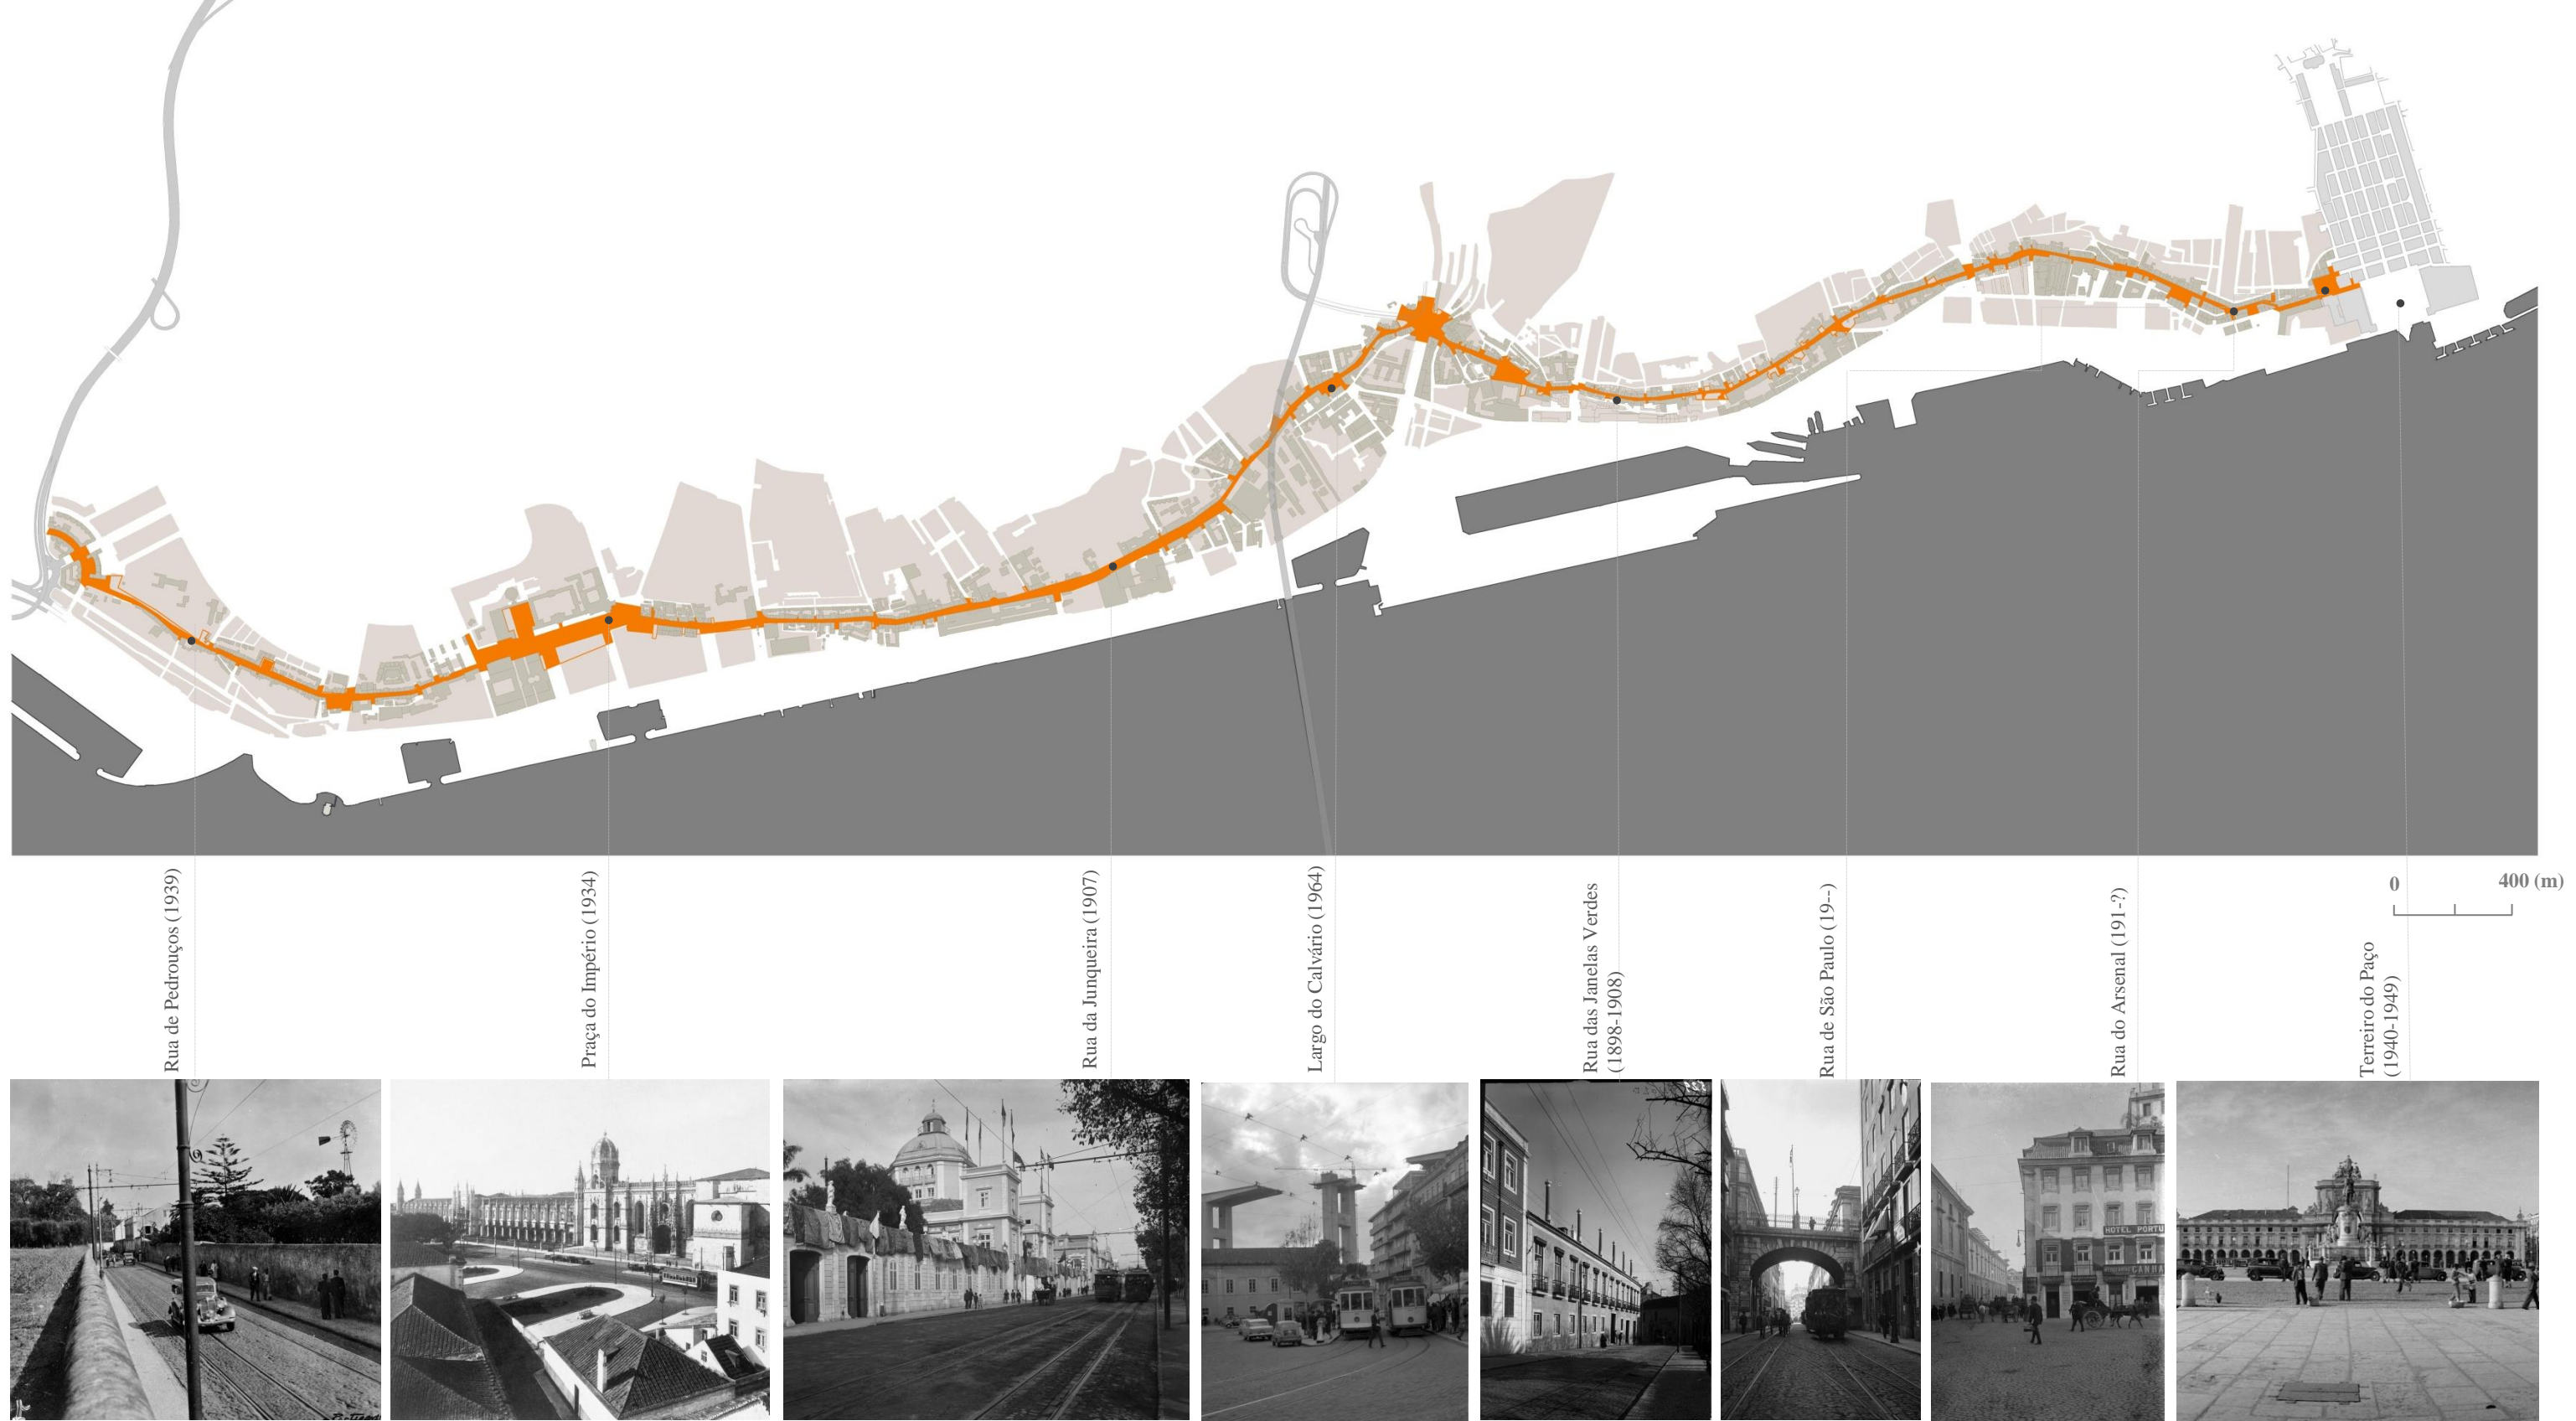 Rua de Pedrouços (1939)
Praça do Império (1934)
Rua da Junqueira (1907)
Largo do Calvário (1964)
Rua das Janelas Verdes
(1898-1908)
Rua de São Paulo (19--)
Rua do Arsenal (191-?)
Terreiro do Paço
(1940-1949)
0
400 (m)
HOTEL PORTU